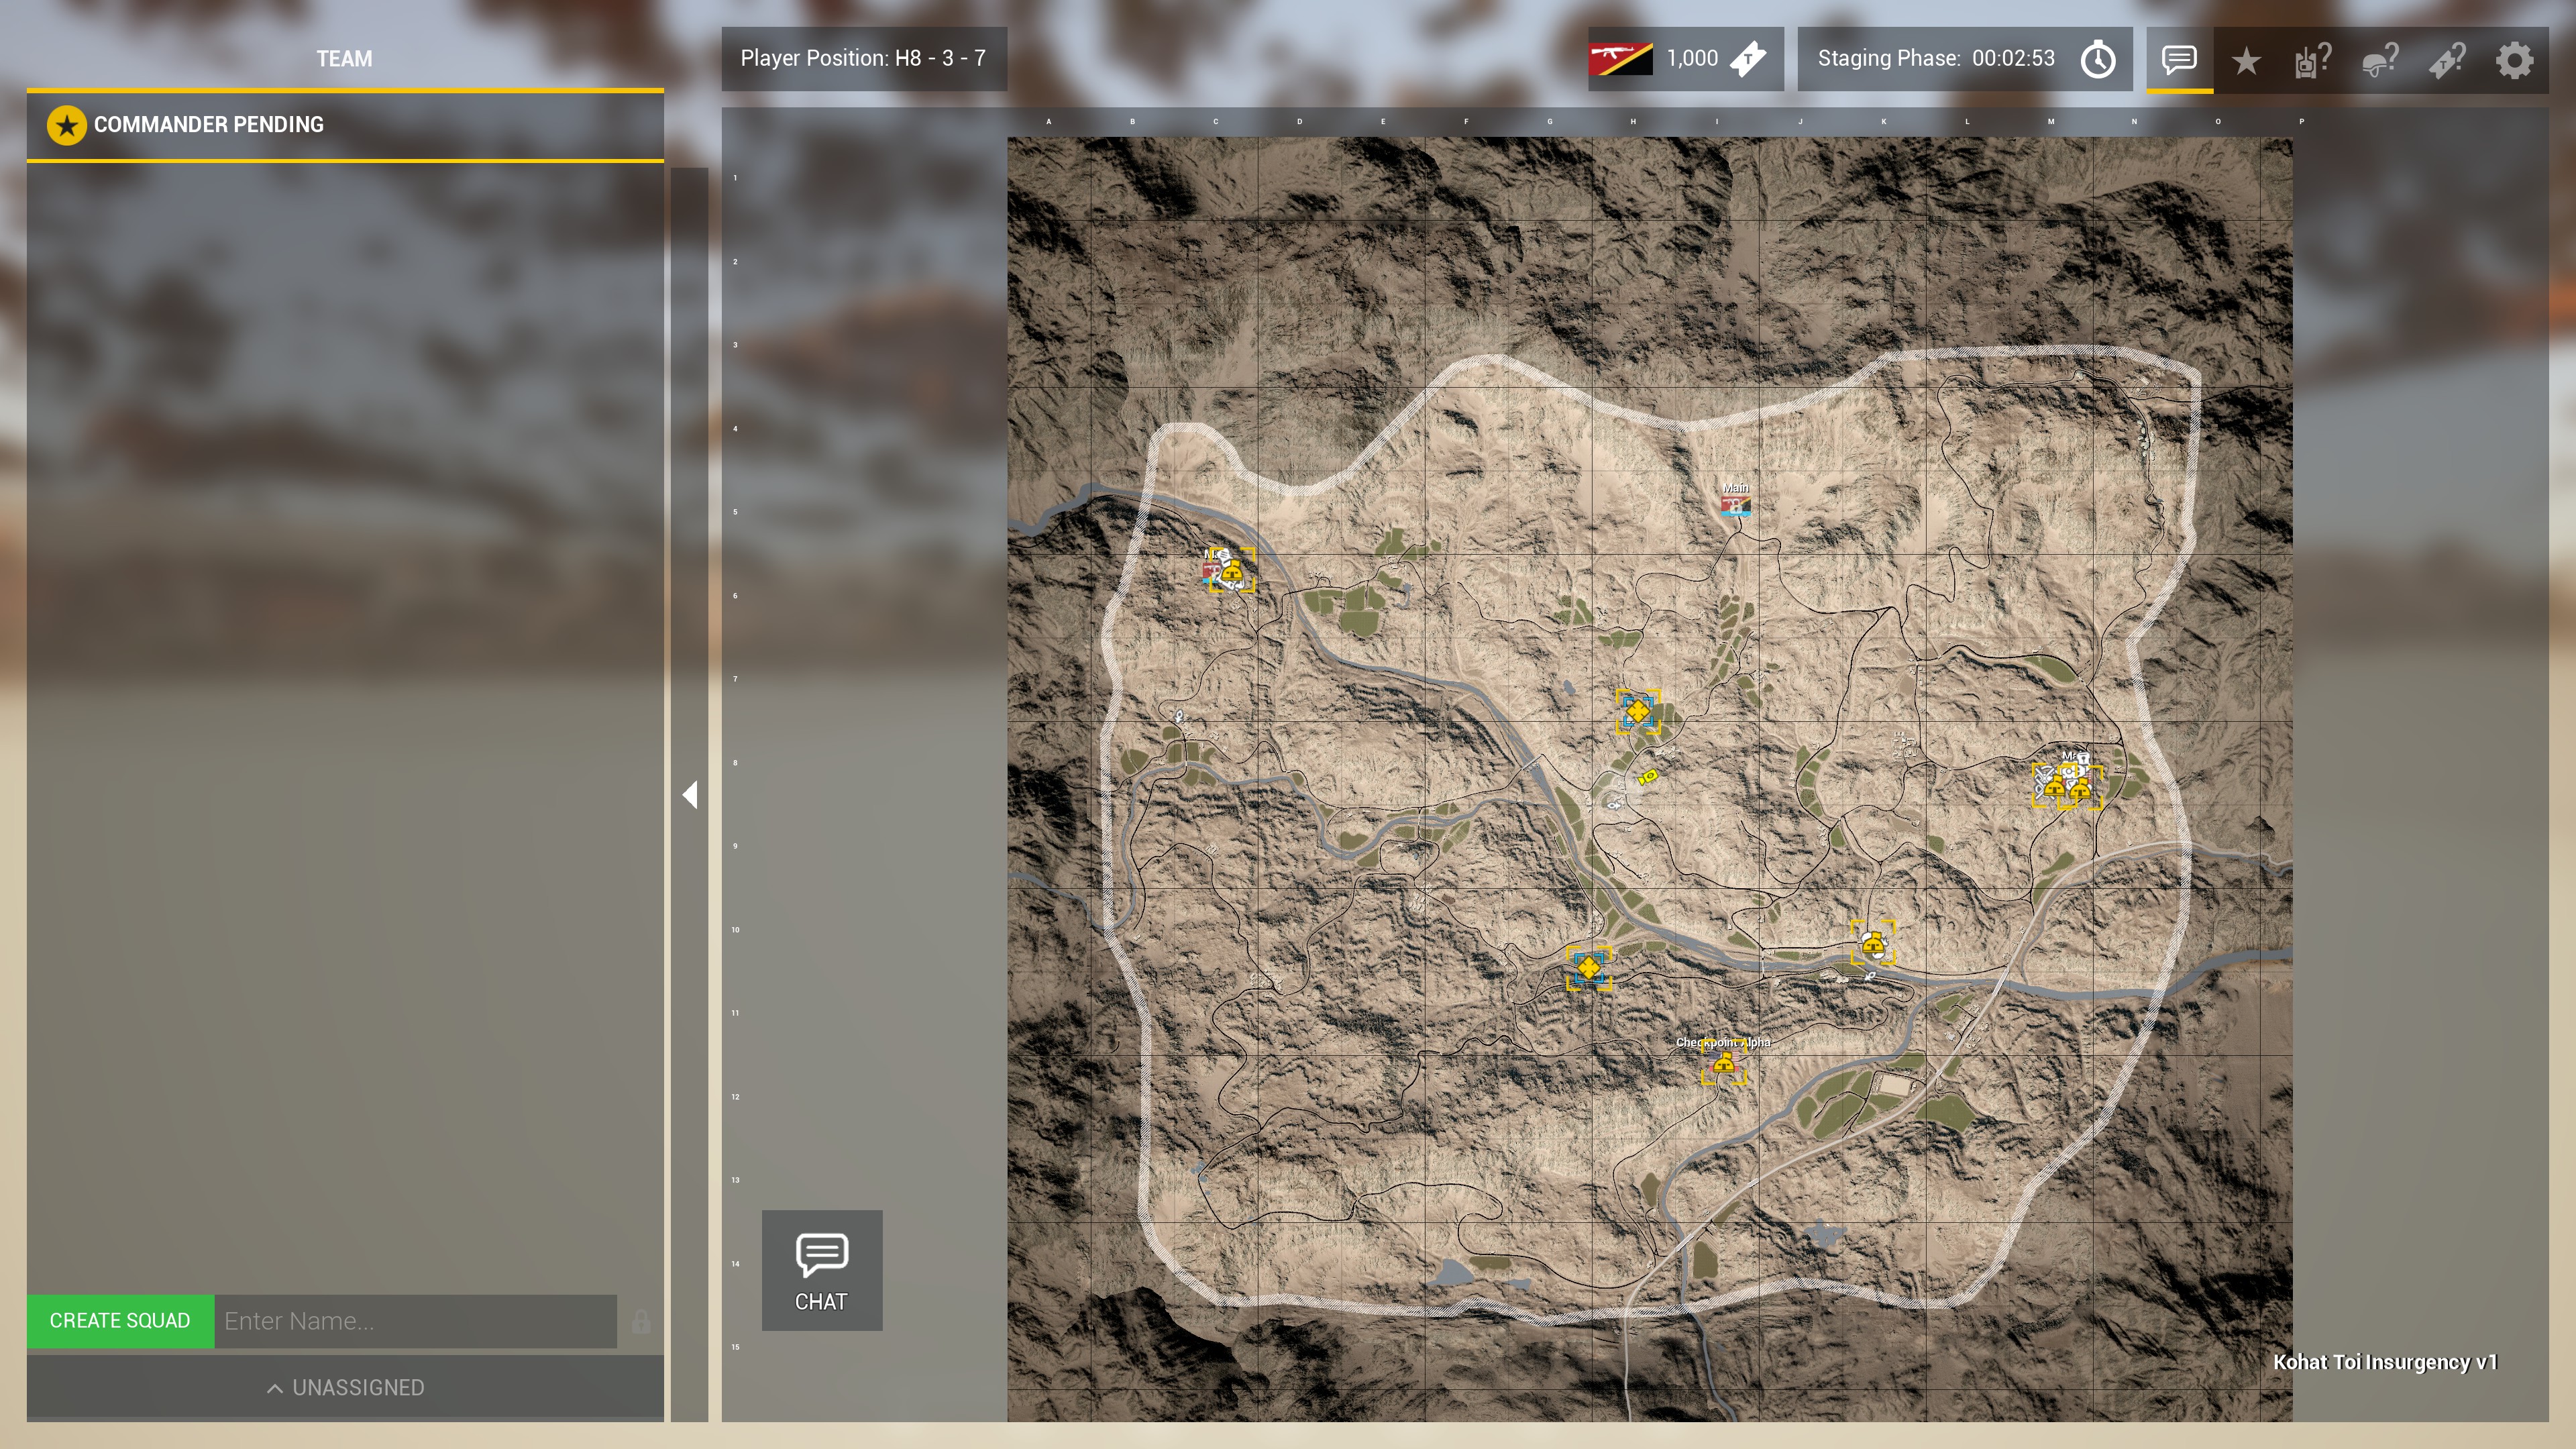 TEAM
Player Position: H8 - 3 - 7
1,000
Staging Phase: 00:02:53
COMMANDER PENDING
A B C D E F G H I J K L M N O P
1
2
3
4
Main
5
6
7
8
9
10
11
Checkpoint Alpha
12
13
14
CHAT
CREATE SQUAD
Enter Name...
15
Kohat Toi Insurgency v1
UNASSIGNED